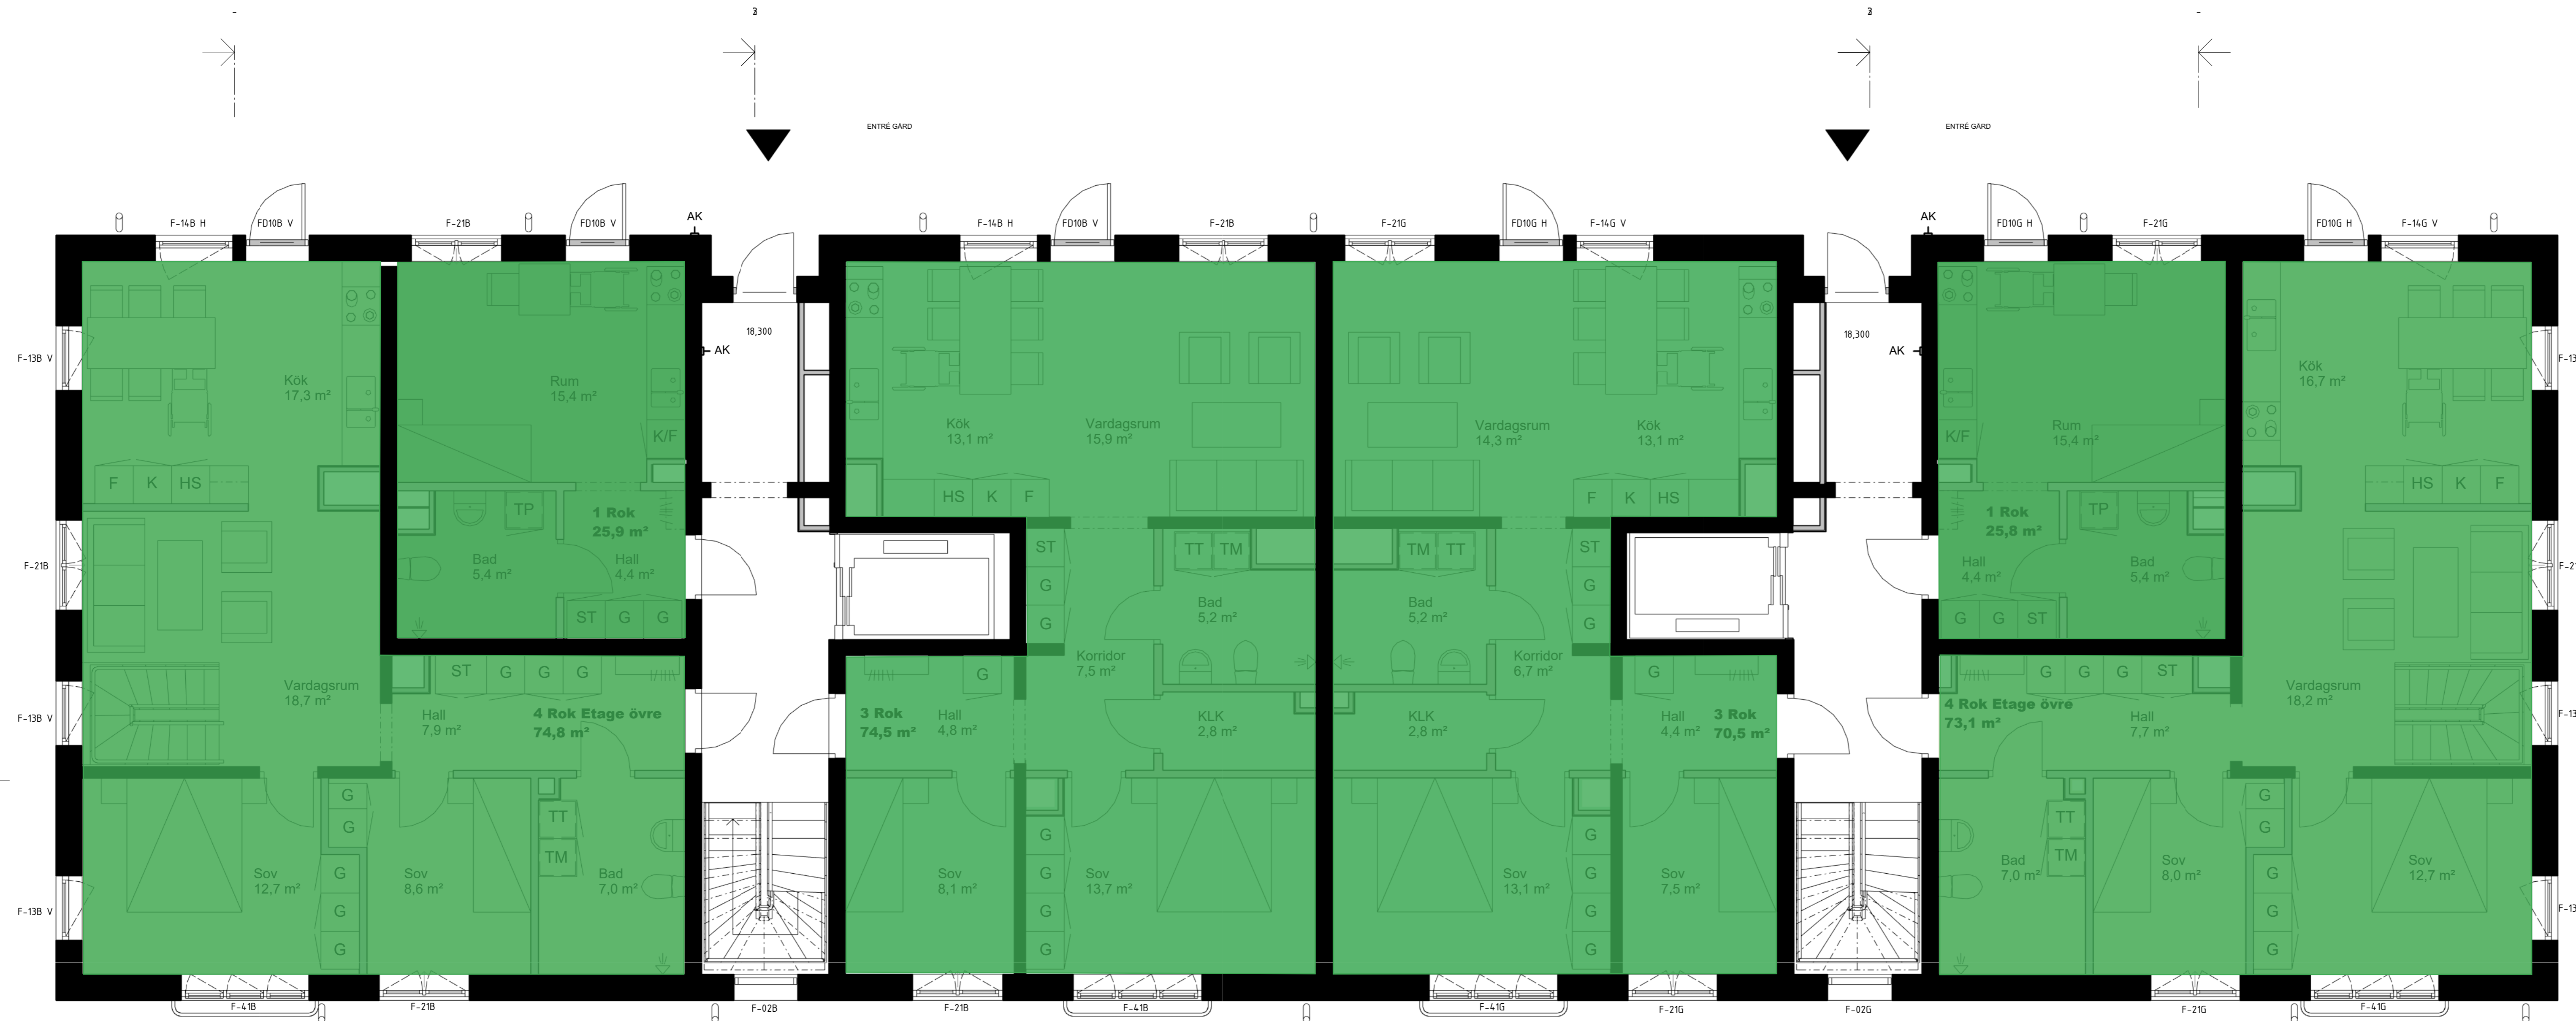 -
-
ENTRÉ GÅRD
ENTRÉ GÅRD
F-14B H
FD10B V
F-21B
FD10B V
AK
F-14B H
FD10B V
F-21B
F-21G
FD10G H
F-14G V
AK
FD10G H
F-21G
FD10G H
F-14G V
F-13B V
F-21B
F-13B V
F-13B V
Kök
17,3 m²
F
K
HS
Vardagsrum
18,7 m²
Rum
15,4 m²
K/F
TP
1 Rok
25,9 m²
Bad
5,4 m²
Hall
4,4 m²
ST
G
G
ST
G
G
G
Hall
7,9 m²
4 Rok Etage övre
74,8 m²
Sov
12,7 m²
G
G
G
G
G
Sov
8,6 m²
TT
TM
Bad
7,0 m²
18,300
AK
Kök
13,1 m²
Vardagsrum
15,9 m²
HS
K
F
ST
G
G
TT
TM
Bad
5,2 m²
Korridor
7,5 m²
G
3 Rok
74,5 m²
Hall
4,8 m²
KLK
2,8 m²
Sov
8,1 m²
G
G
G
G
Sov
13,7 m²
Vardagsrum
14,3 m²
Kök
13,1 m²
F
K
HS
TM
TT
ST
G
G
Bad
5,2 m²
Korridor
6,7 m²
G
KLK
2,8 m²
Hall
4,4 m²
3 Rok
70,5 m²
Sov
13,1 m²
G
G
G
G
Sov
7,5 m²
18,300
AK
K/F
Rum
15,4 m²
1 Rok
25,8 m²
TP
Hall
4,4 m²
Bad
5,4 m²
G
G
ST
Kök
16,7 m²
HS
K
F
G
G
G
ST
4 Rok Etage övre
73,1 m²
Hall
7,7 m²
Vardagsrum
18,2 m²
TT
TM
Bad
7,0 m²
Sov
8,0 m²
G
G
G
G
G
Sov
12,7 m²
F-13
F-2
F-13
F-13
F-41B
F-21B
F-02B
F-21B
F-41B
F-41G
F-21G
F-02G
F-21G
F-41G